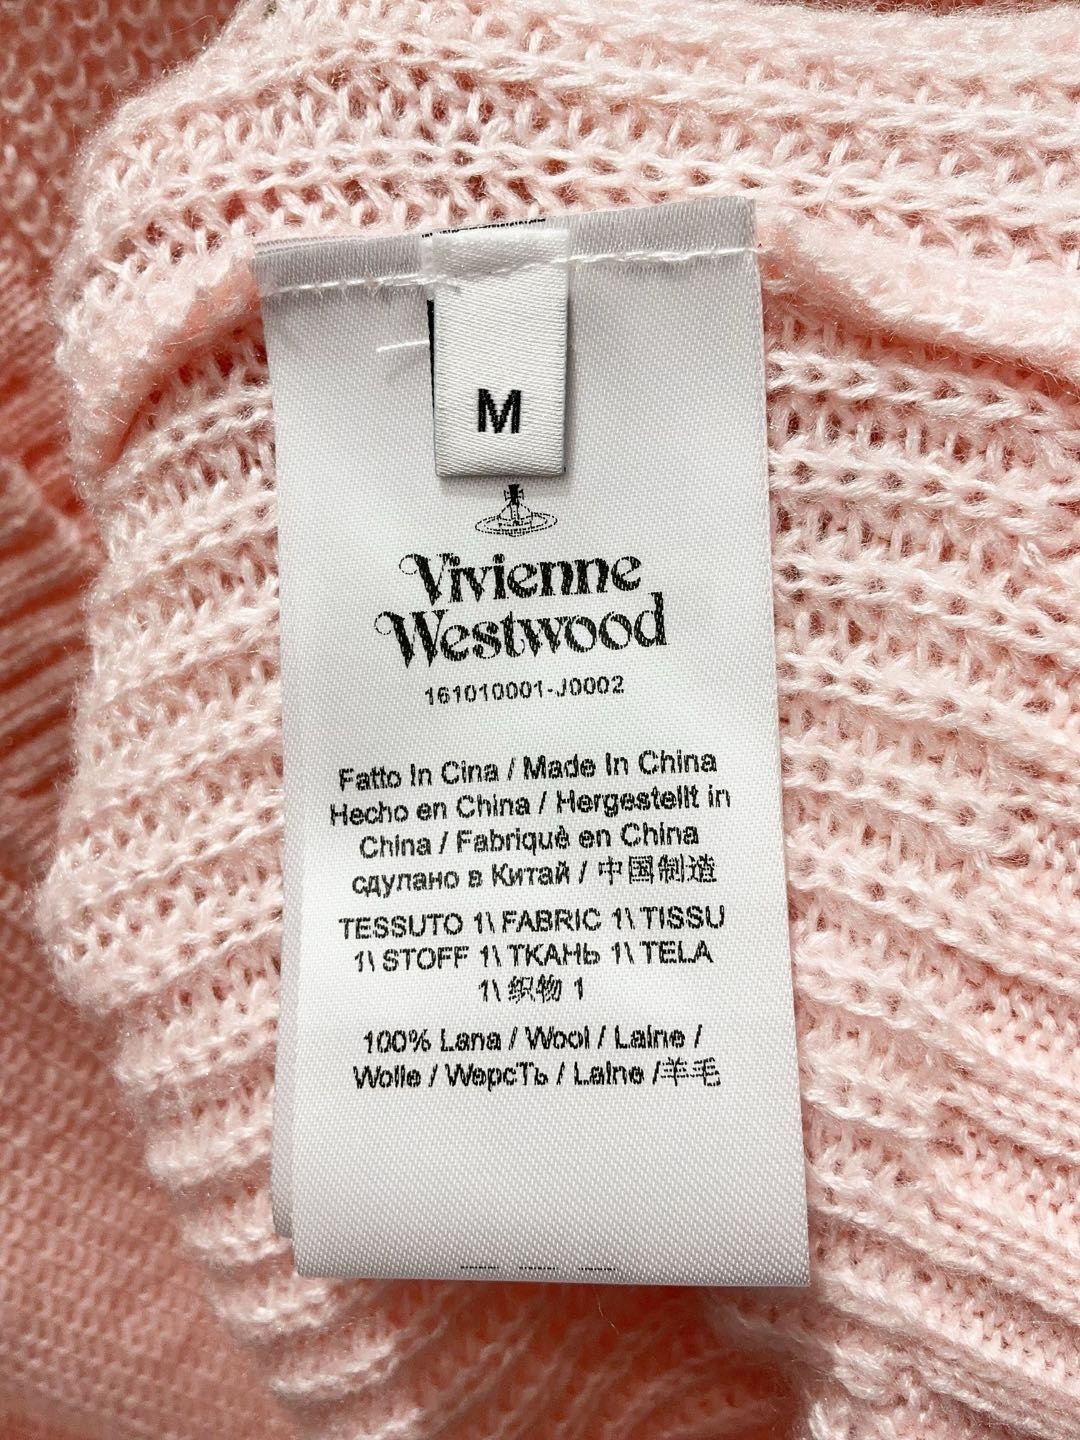 M
Vivienne
Westwood
161010001-J0002
Fatto In Cina / Made In China
Hecho en China / Hergestellt in
China / Fabriquè en China
сдулано в Китай / 中国制造
TESSUTO 1\ FABRIC 1\ TISSU
1\ STOFF 1\ ТКАНЬ 1\ TELA
1\ 织物 1
100% Lana / Wool / Laine /
Wolle / WepcTь / Laine /羊毛